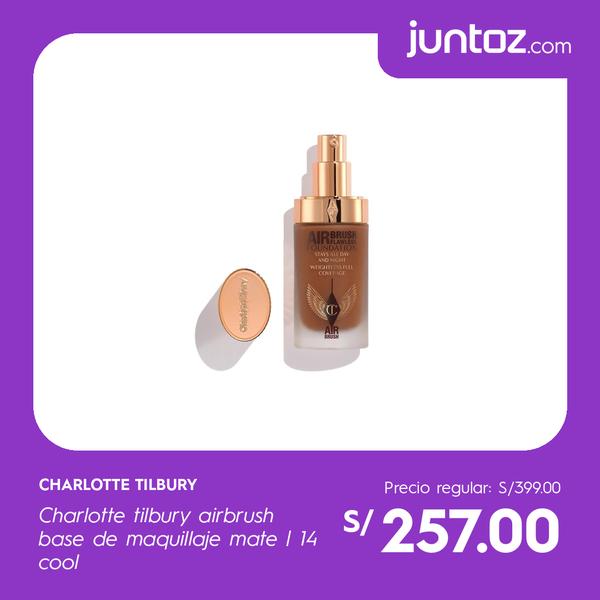 juntoz.com
AIRBRUSH
FLAWLESS
FOUNDATION
STAYS ALL DAY
AND NIGHT
WEIGHTLESS FULL
COVERAGE
CT
AIR
BRUSH
CHARLOTTE TILBURY
Precio regular: S/399.00
Charlotte tilbury airbrush
base de maquillaje mate | 14
cool
S/ 257.00